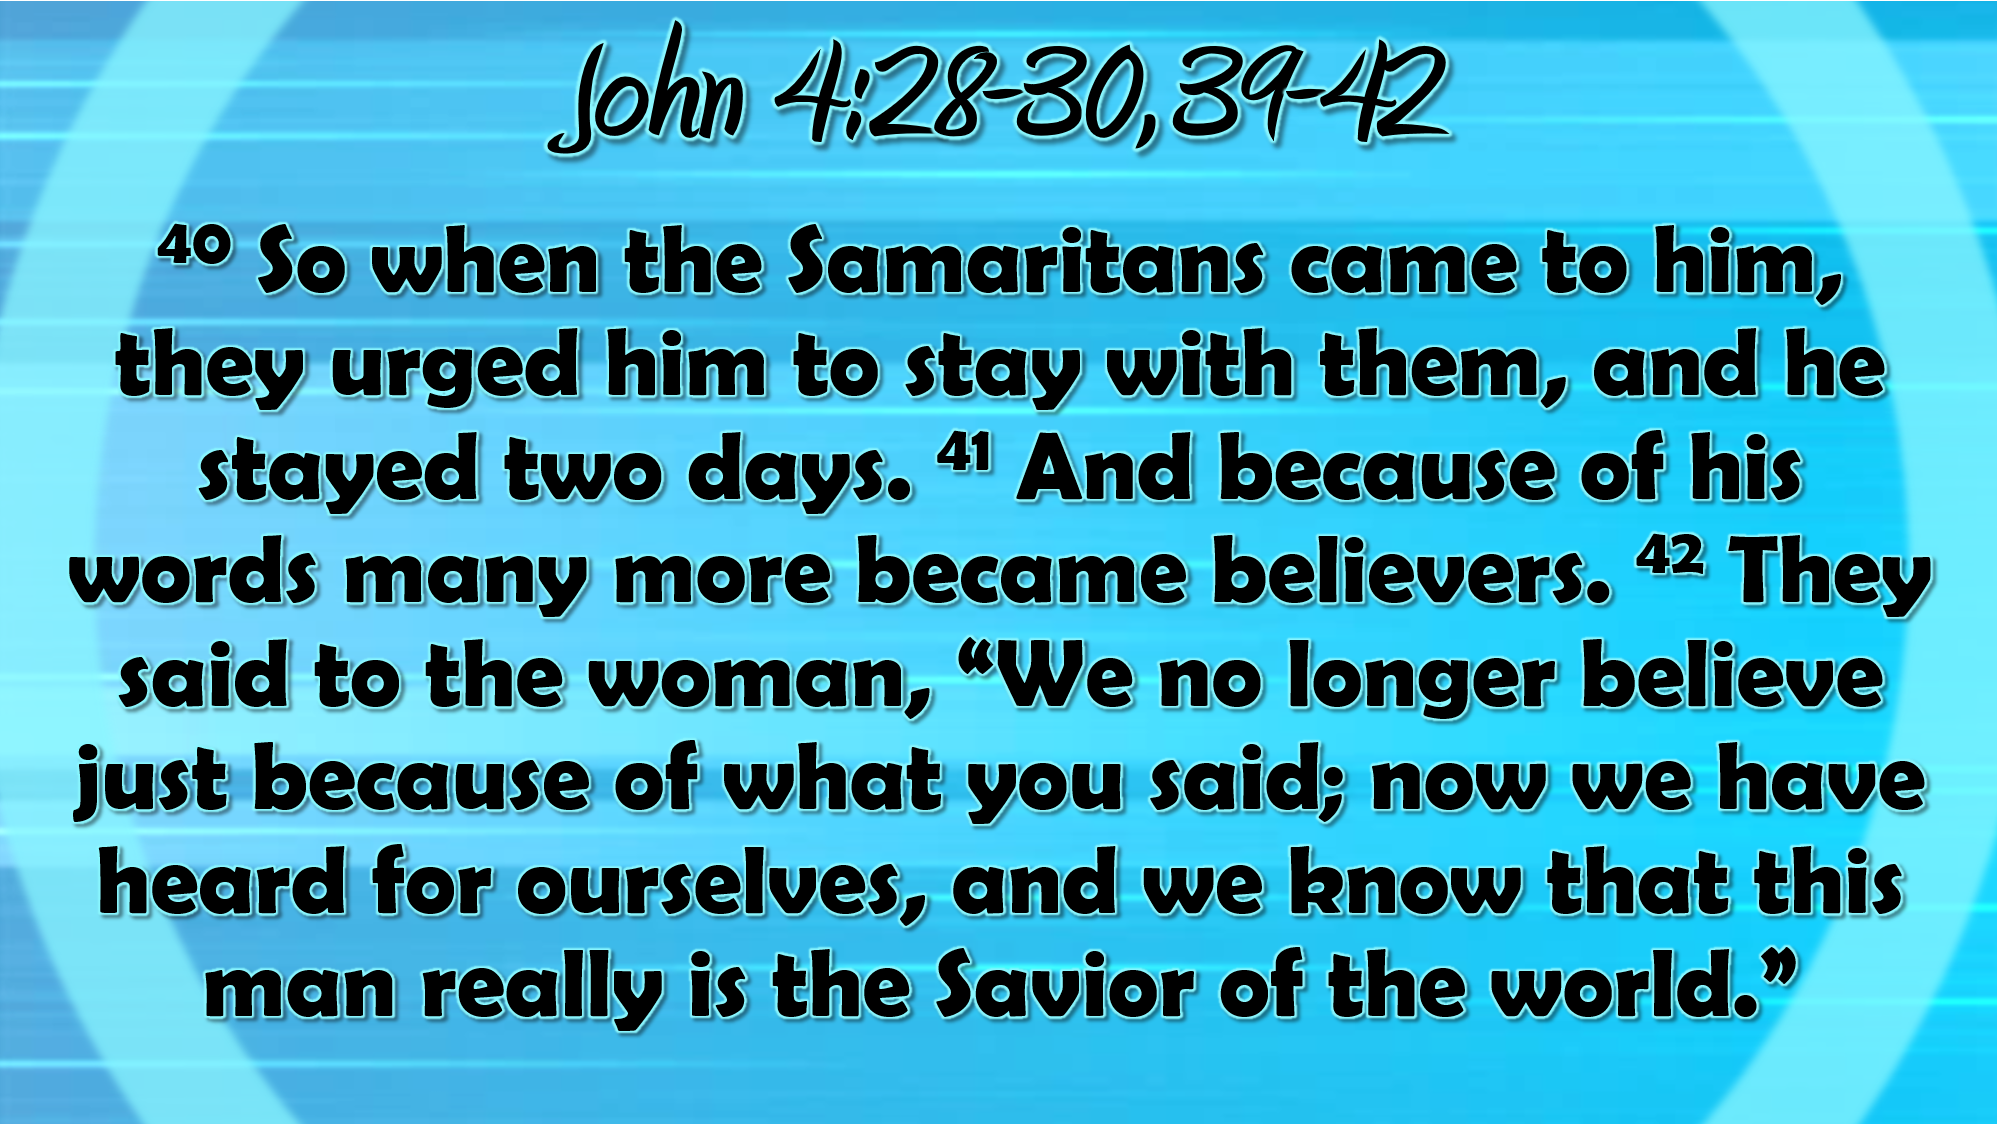 John 4:28-30, 39-42
40 So when the Samaritans came to him,
they urged him to stay with them, and he
stayed two days. 41 And because of his
words many more became believers. 42 They
said to the woman, “We no longer believe
just because of what you said; now we have
heard for ourselves, and we know that this
man really is the Savior of the world.”